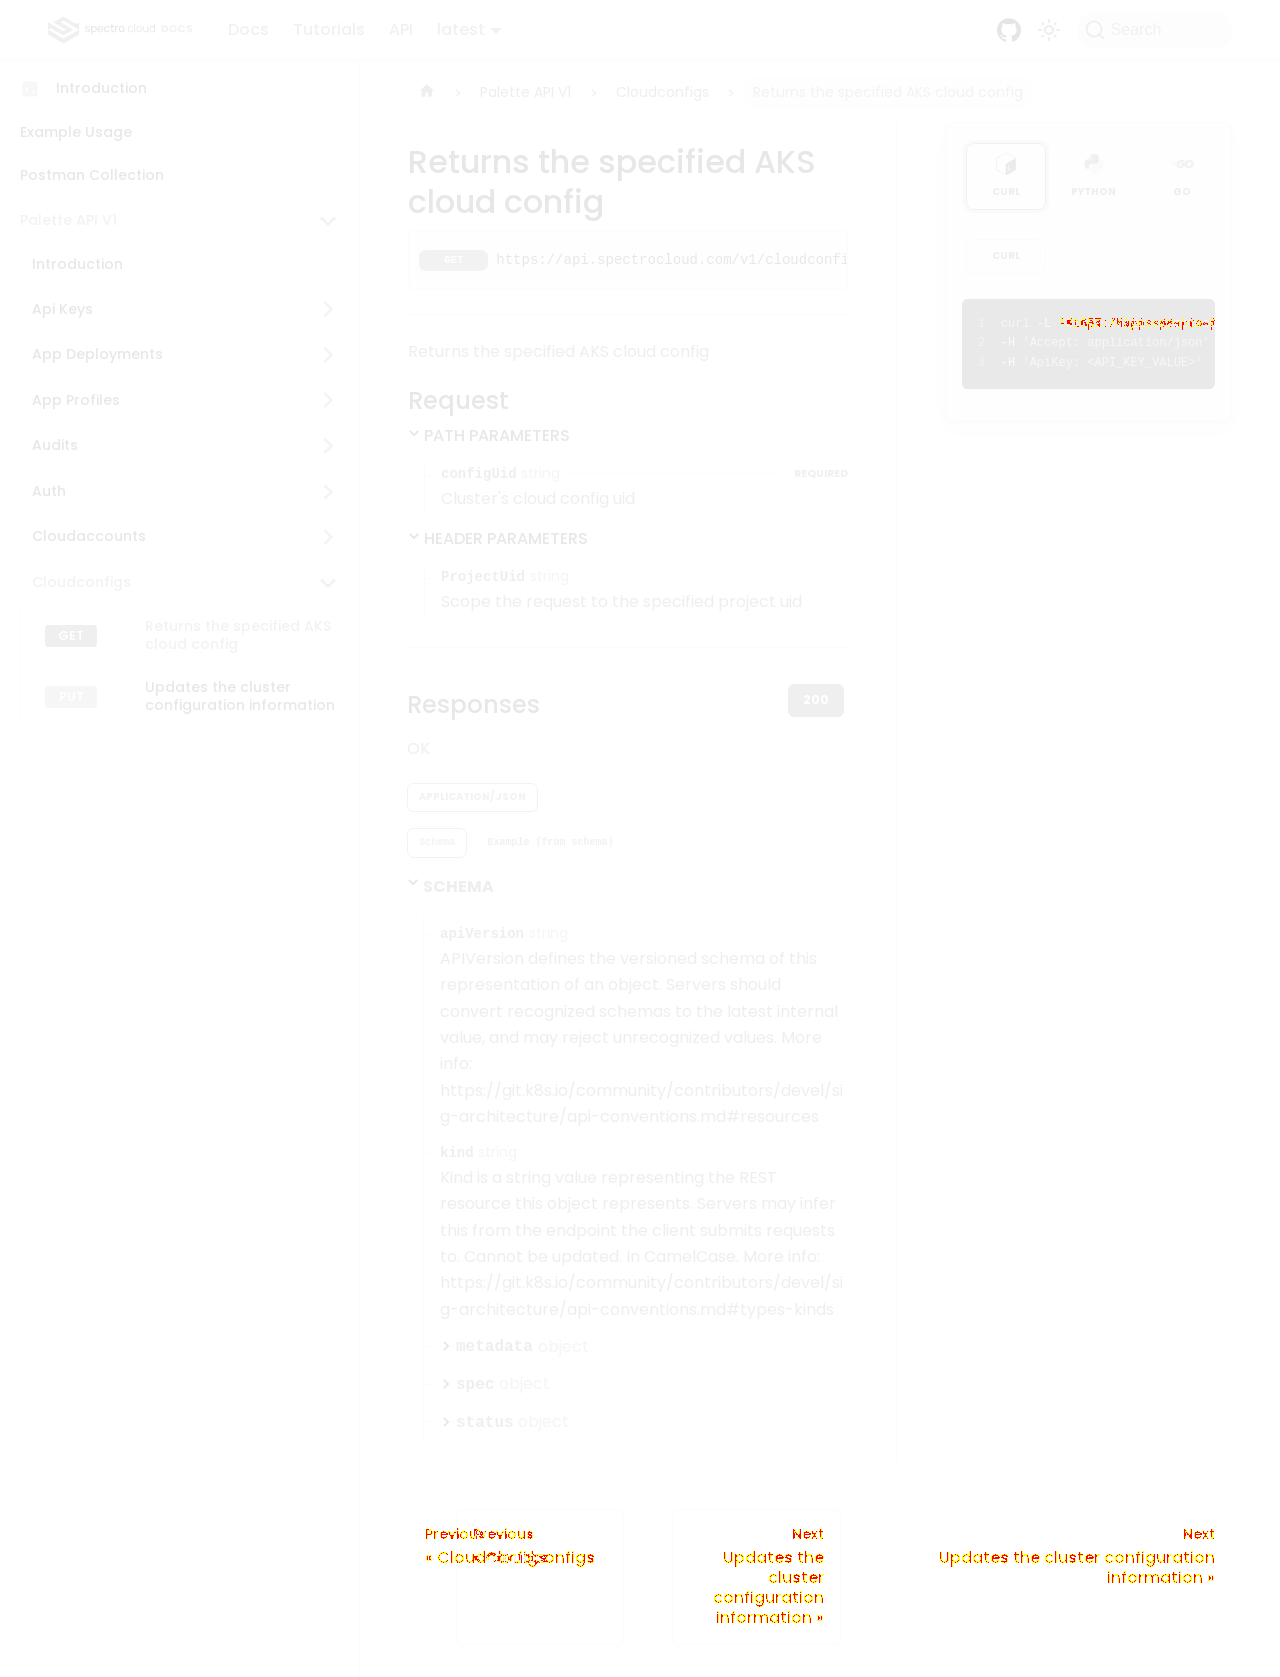 spectro cloud DOCS Docs Tutorials API latest Search
Introduction
Example Usage
Postman Collection
Palette API V1
Introduction
Api Keys
App Deployments
App Profiles
Audits
Auth
Cloudaccounts
Cloudconfigs
GET Returns the specified AKS
cloud config
PUT Updates the cluster
configuration information
Palette API V1 Cloudconfigs Returns the specified AKS cloud config
Returns the specified AKS
cloud config
GET https://api.spectrocloud.com/v1/cloudconfi
Returns the specified AKS cloud config
Request
PATH PARAMETERS
configUid string REQUIRED
Cluster's cloud config uid
HEADER PARAMETERS
ProjectUid string
Scope the request to the specified project uid
Responses 200
OK
APPLICATION/JSON
Schema Example (from schema)
SCHEMA
apiVersion string
APIVersion defines the versioned schema of this
representation of an object. Servers should
convert recognized schemas to the latest internal
value, and may reject unrecognized values. More
info:
https://git.k8s.io/community/contributors/devel/si
g-architecture/api-conventions.md#resources
kind string
Kind is a string value representing the REST
resource this object represents. Servers may infer
this from the endpoint the client submits requests
to. Cannot be updated. In CamelCase. More info:
https://git.k8s.io/community/contributors/devel/si
g-architecture/api-conventions.md#types-kinds
metadata object
spec object
status object
CURL PYTHON GO
CURL
1 curl -L
2 -H 'Accept: application/json'
3 -H 'ApiKey: <API_KEY_VALUE>'
Previous Previous
« Cloudconfigs
Next
Updates the
cluster
configuration
information »
Next
Updates the cluster configuration
information »